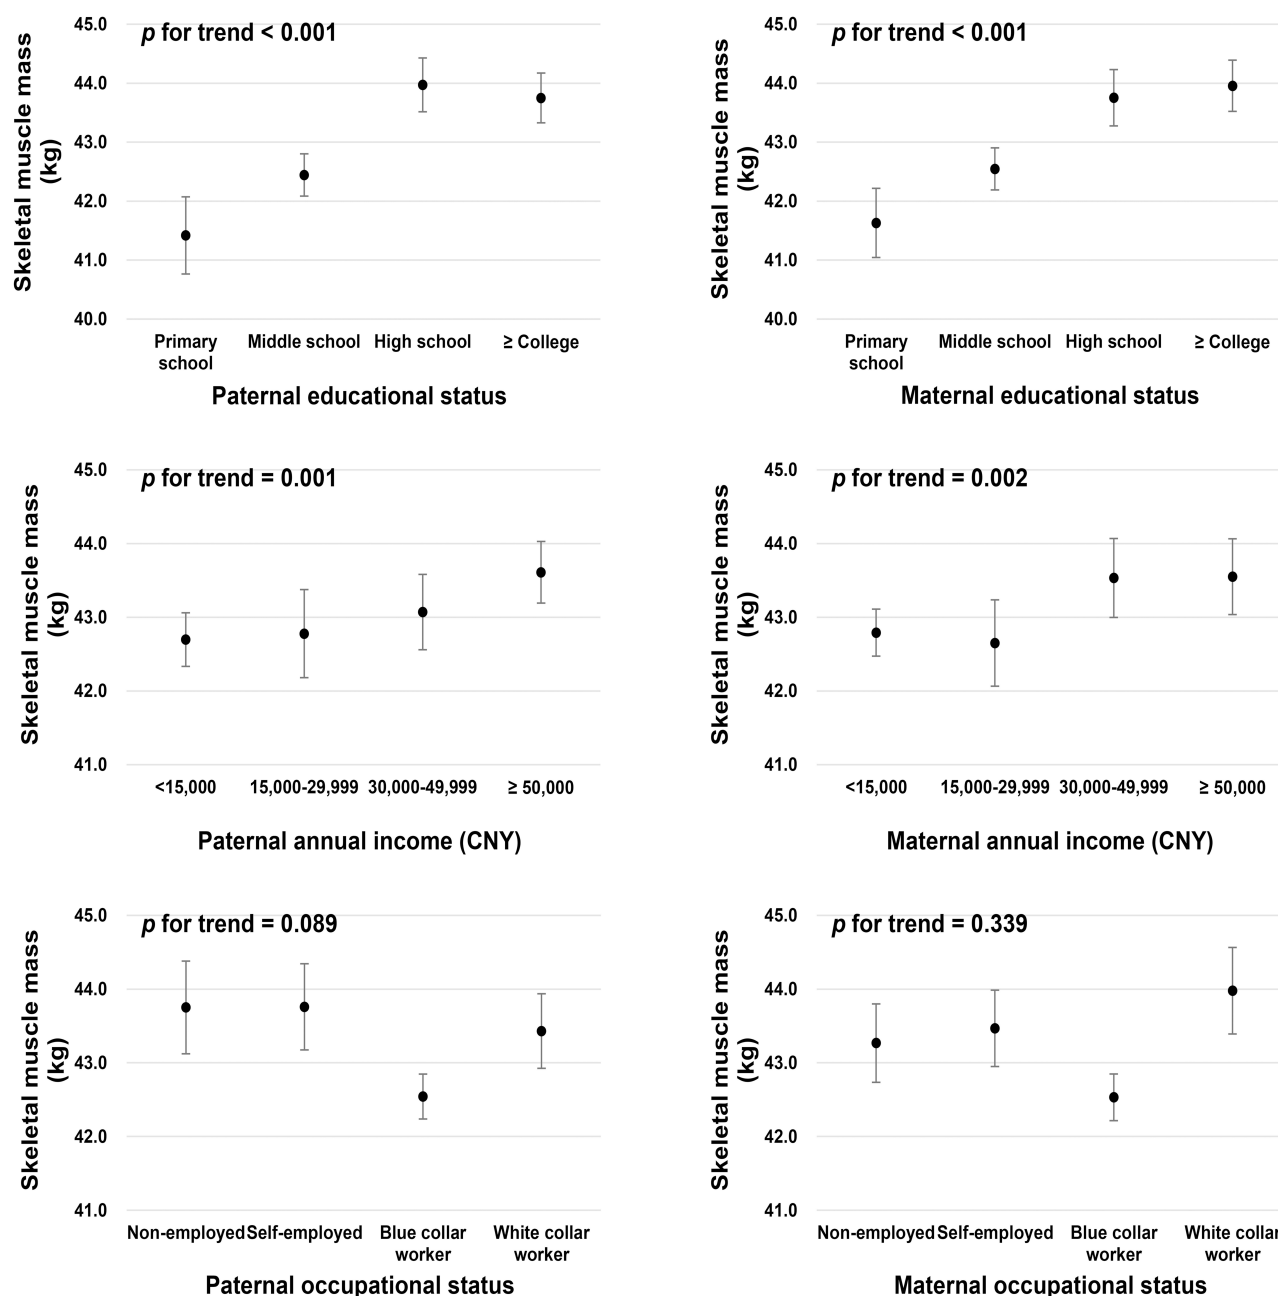 p for trend < 0.001
Skeletal muscle mass
(kg)
45.0
44.0
43.0
42.0
41.0
40.0
Primary
school
Middle school
High school
≥ College
Paternal educational status
p for trend < 0.001
Skeletal muscle mass
(kg)
45.0
44.0
43.0
42.0
41.0
40.0
Primary
school
Middle school
High school
≥ College
Maternal educational status
p for trend = 0.001
Skeletal muscle mass
(kg)
45.0
44.0
43.0
42.0
41.0
<15,000
15,000-29,999
30,000-49,999
≥ 50,000
Paternal annual income (CNY)
p for trend = 0.002
Skeletal muscle mass
(kg)
45.0
44.0
43.0
42.0
41.0
<15,000
15,000-29,999
30,000-49,999
≥ 50,000
Maternal annual income (CNY)
p for trend = 0.089
Skeletal muscle mass
(kg)
45.0
44.0
43.0
42.0
41.0
Non-employed
Self-employed
Blue collar
worker
White collar
worker
Paternal occupational status
p for trend = 0.339
Skeletal muscle mass
(kg)
45.0
44.0
43.0
42.0
41.0
Non-employed
Self-employed
Blue collar
worker
White collar
worker
Maternal occupational status